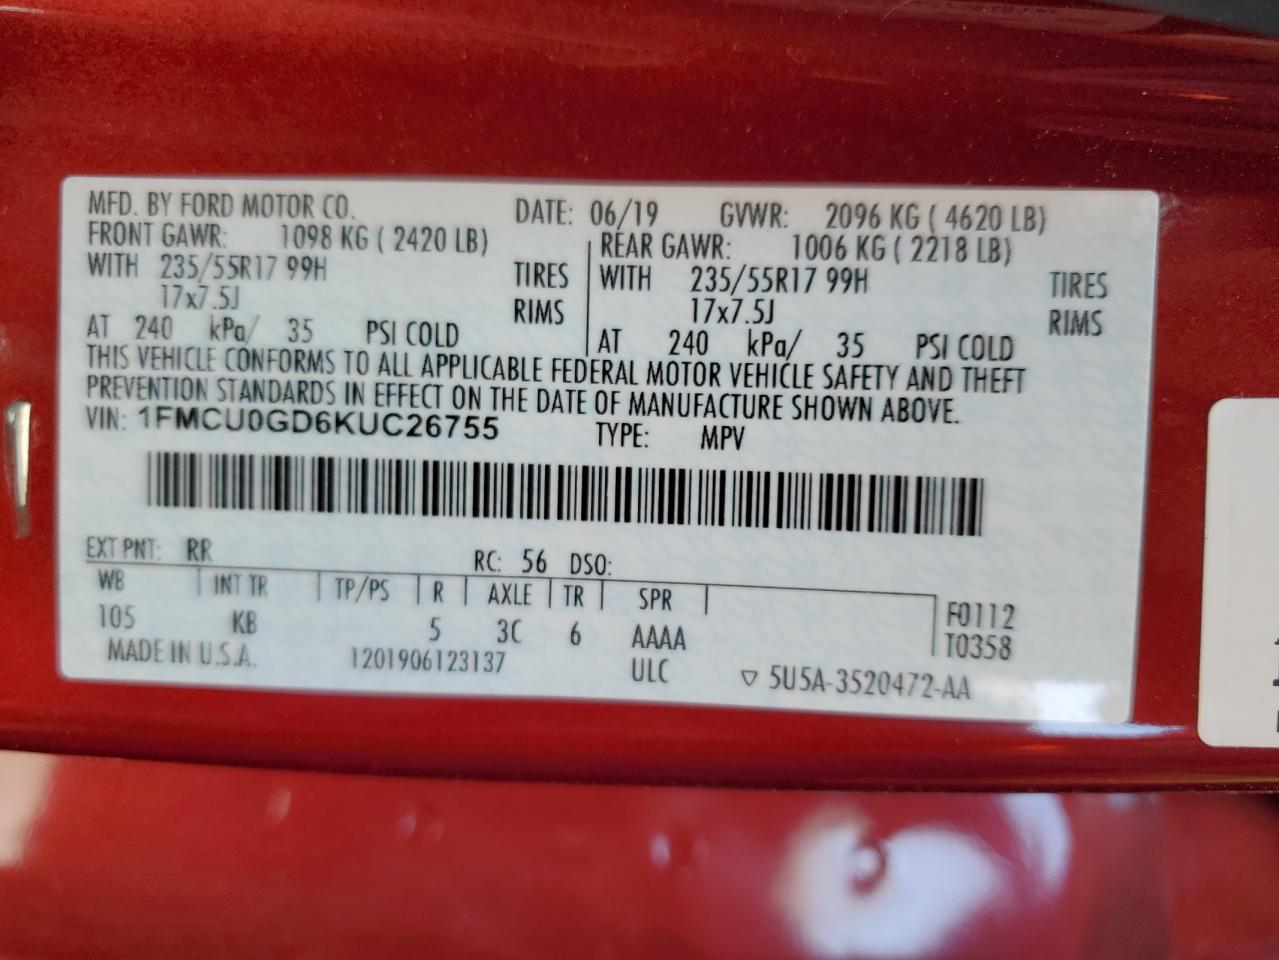 MFD. BY FORD MOTOR CO. DATE: 06/19 GVWR: 2096 KG ( 4620 LB)
FRONT GAWR: 1098 KG ( 2420 LB) REAR GAWR: 1006 KG ( 2218 LB)
WITH 235/55R17 99H TIRES WITH 235/55R17 99H TIRES
17x7.5J RIMS 17x7.5J RIMS
AT 240 kPa/ 35 PSI COLD AT 240 kPa/ 35 PSI COLD
THIS VEHICLE CONFORMS TO ALL APPLICABLE FEDERAL MOTOR VEHICLE SAFETY AND THEFT
PREVENTION STANDARDS IN EFFECT ON THE DATE OF MANUFACTURE SHOWN ABOVE.
VIN: 1FMCU0GD6KUC26755 TYPE: MPV
EXT PNT: RR RC: 56 DSO:
WB INT TR TP/PS R AXLE TR SPR F0112
105 KB 5 3C 6 AAAA T0358
MADE IN U.S.A. 1201906123137 ULC ▽ 5U5A-3520472-AA